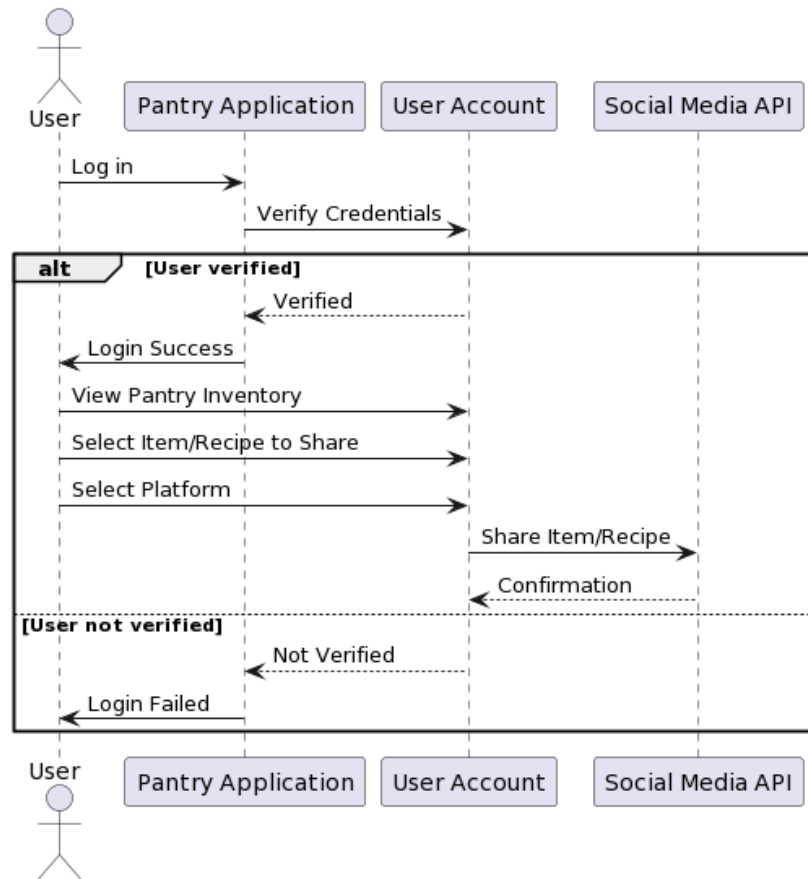 User
Pantry Application
User Account
Social Media API
Log in
Verify Credentials
alt
[User verified]
Verified
Login Success
View Pantry Inventory
Select Item/Recipe to Share
Select Platform
Share Item/Recipe
Confirmation
[User not verified]
Not Verified
Login Failed
User
Pantry Application
User Account
Social Media API